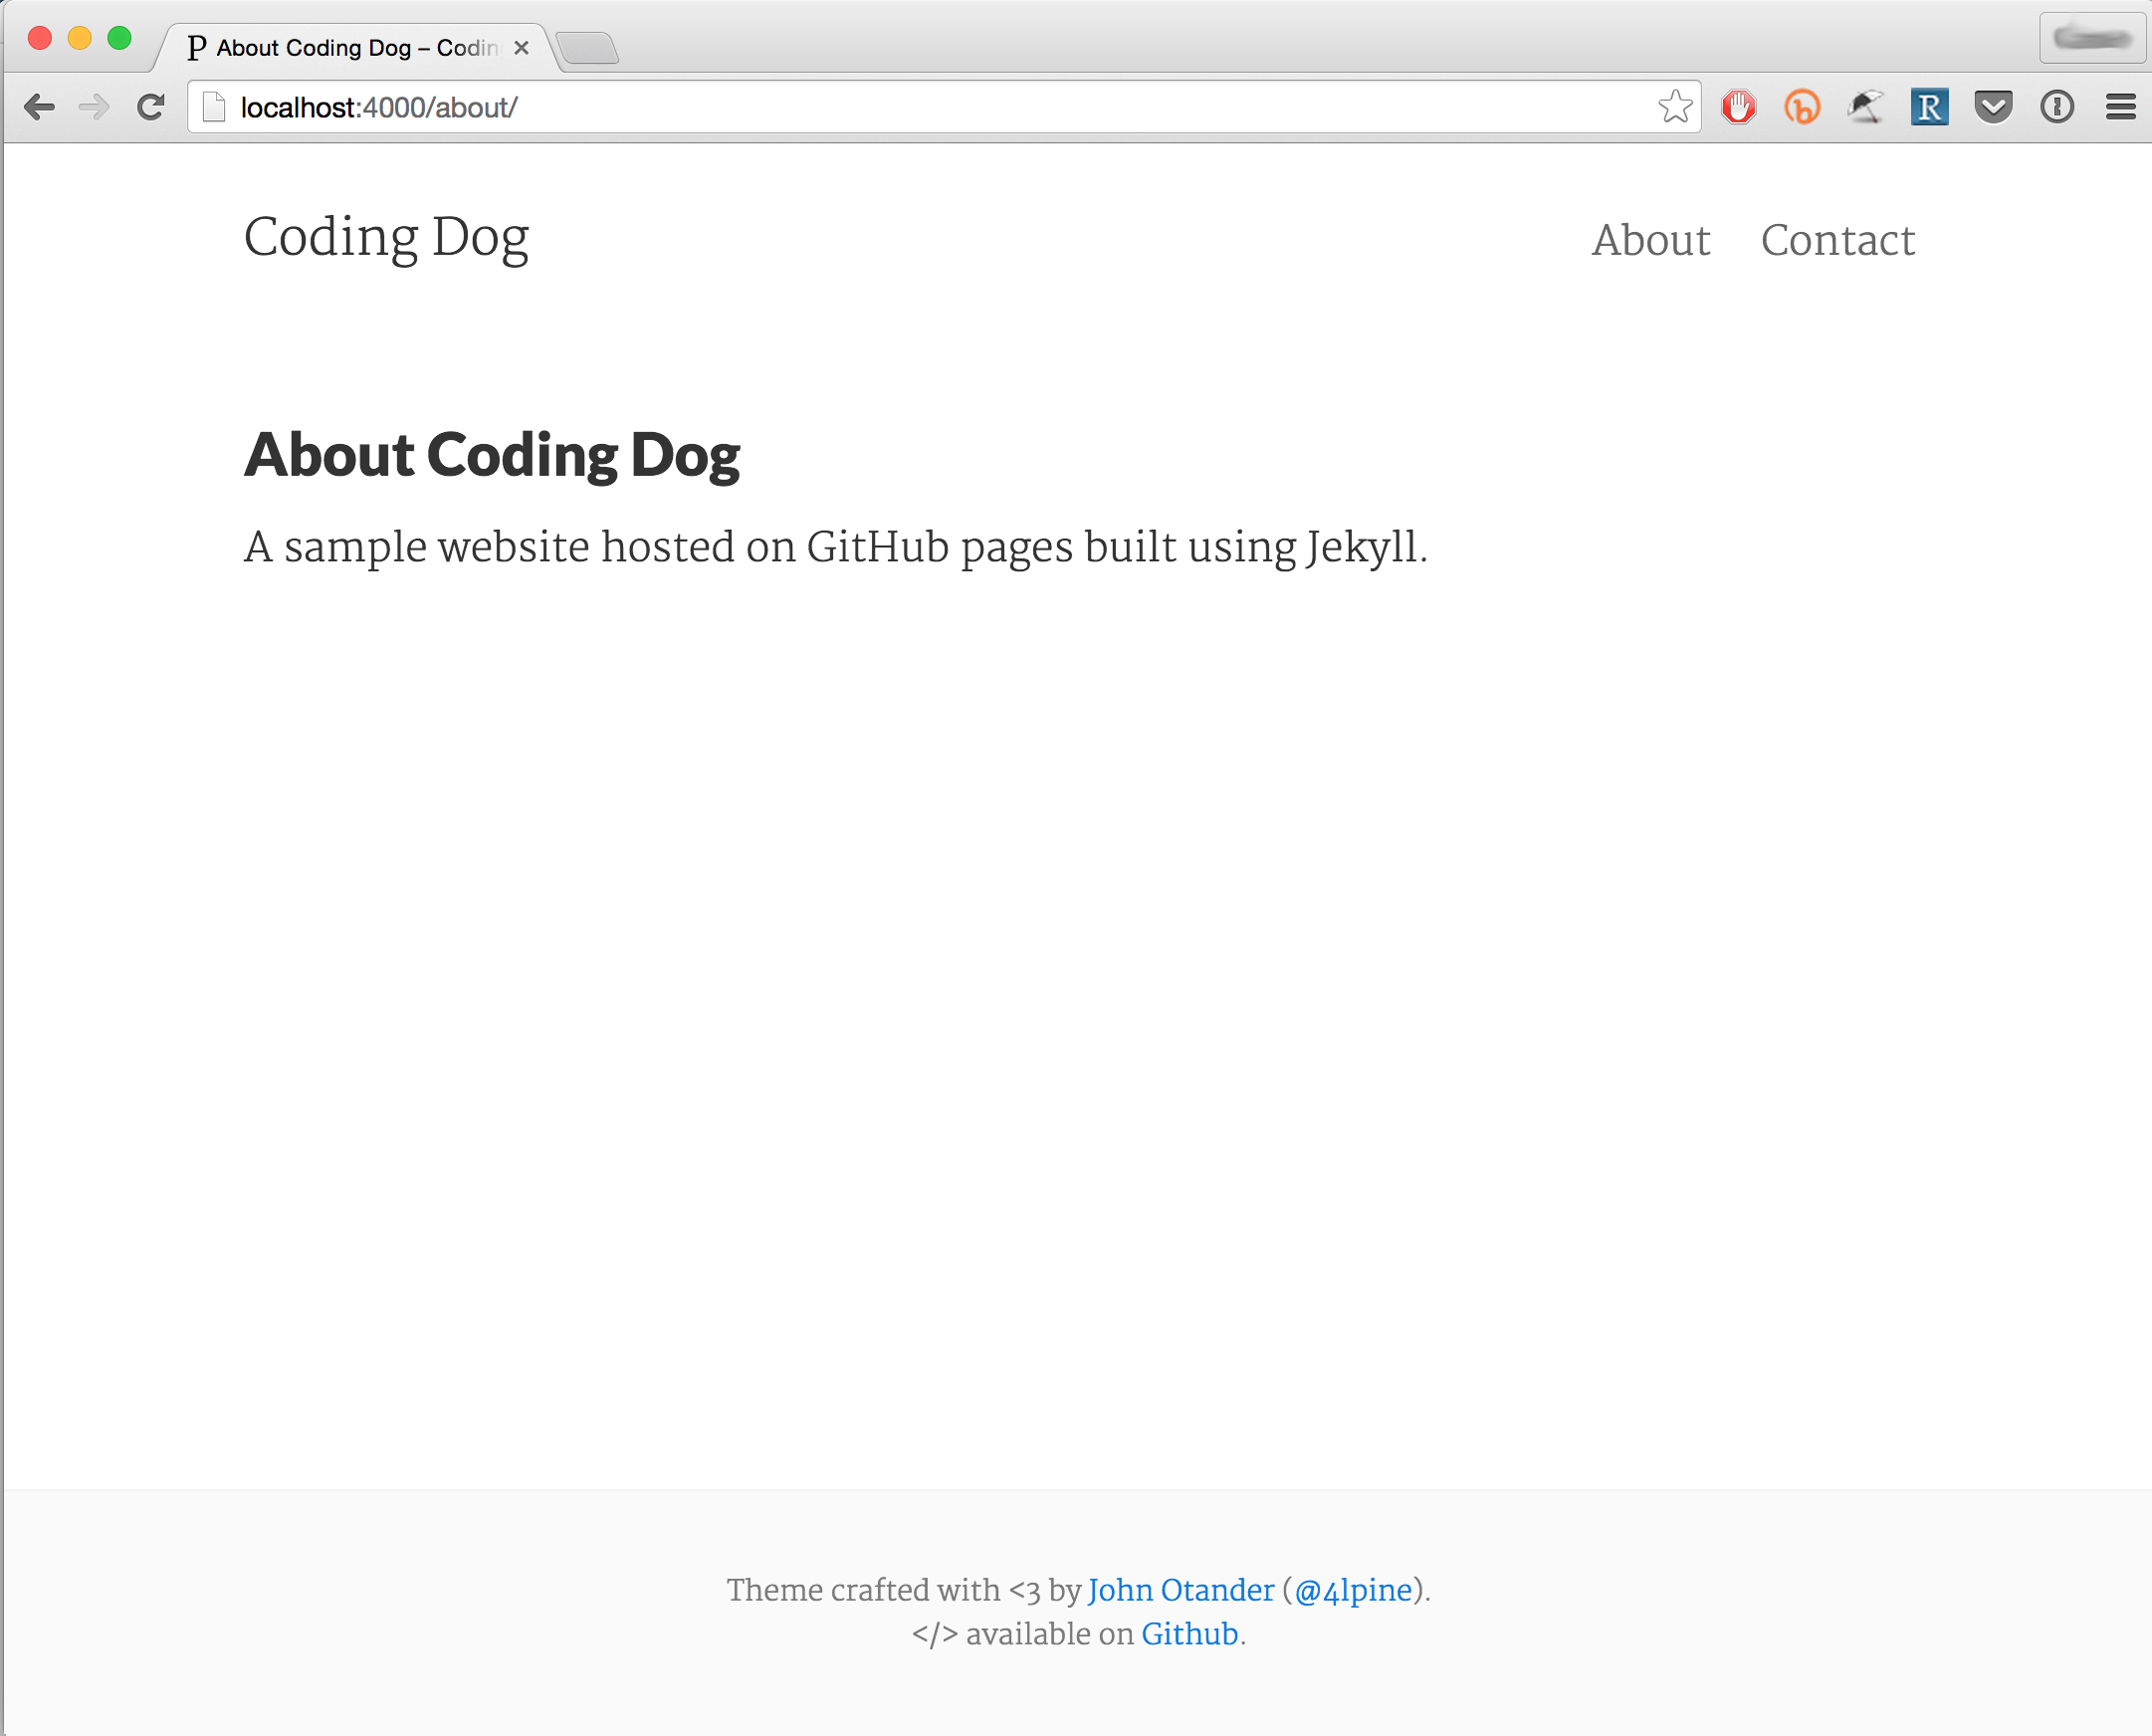 P About Coding Dog – Codin
localhost:4000/about/
R
Coding Dog
About Contact
About Coding Dog
A sample website hosted on GitHub pages built using Jekyll.
Theme crafted with <3 by John Otander (@4lpine).
</> available on Github.